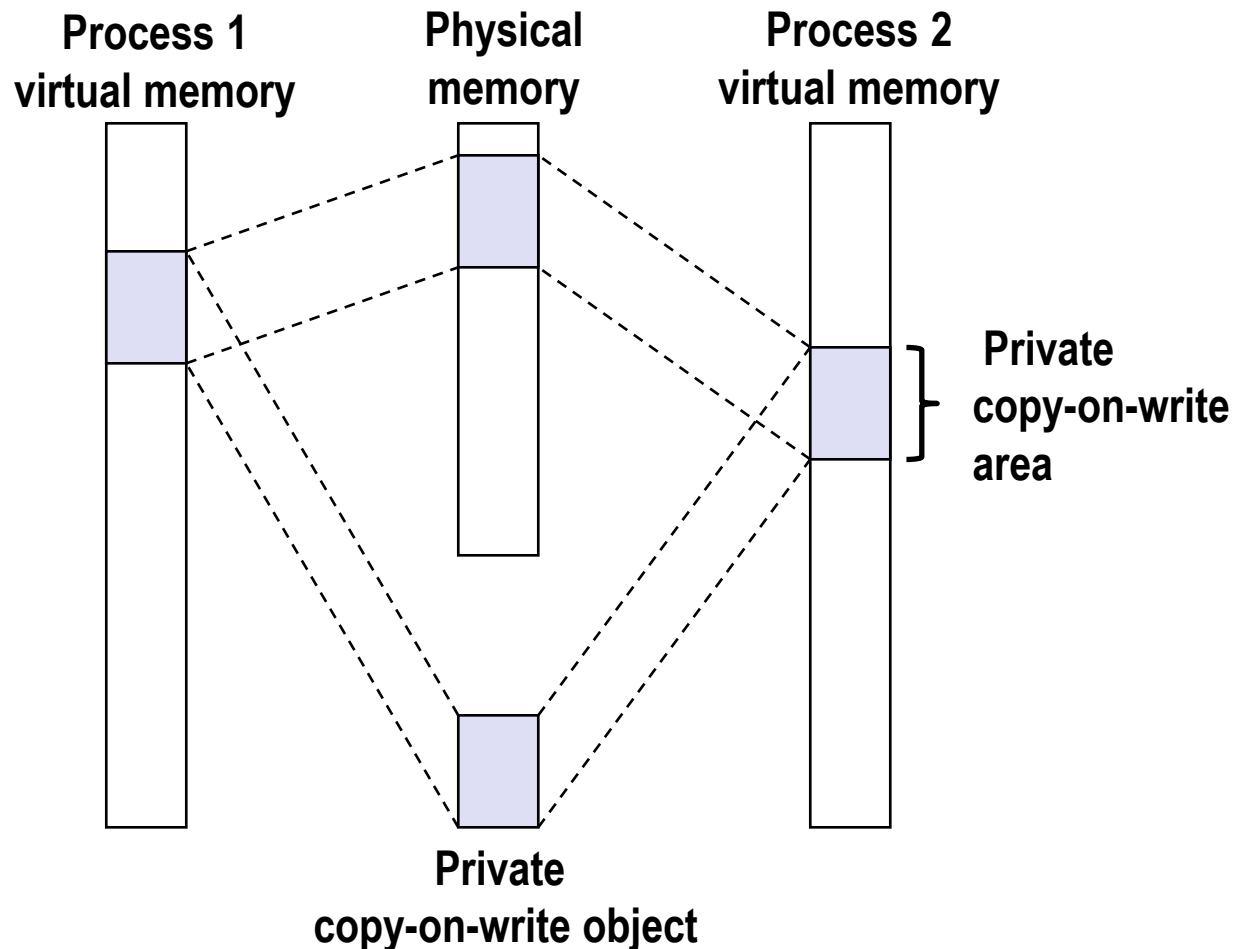 Process 1
virtual memory
Physical
memory
Process 2
virtual memory
Private
copy-on-write
area
Private
copy-on-write object